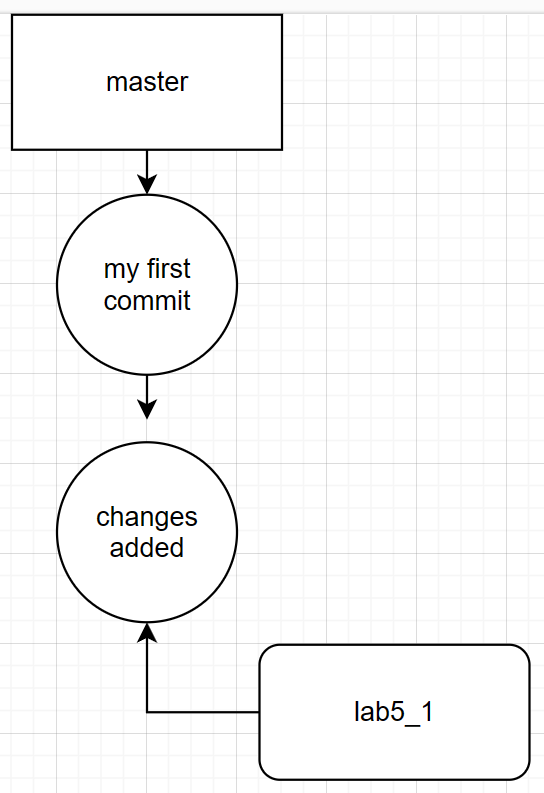 master
my first
commit
changes
added
lab5_1